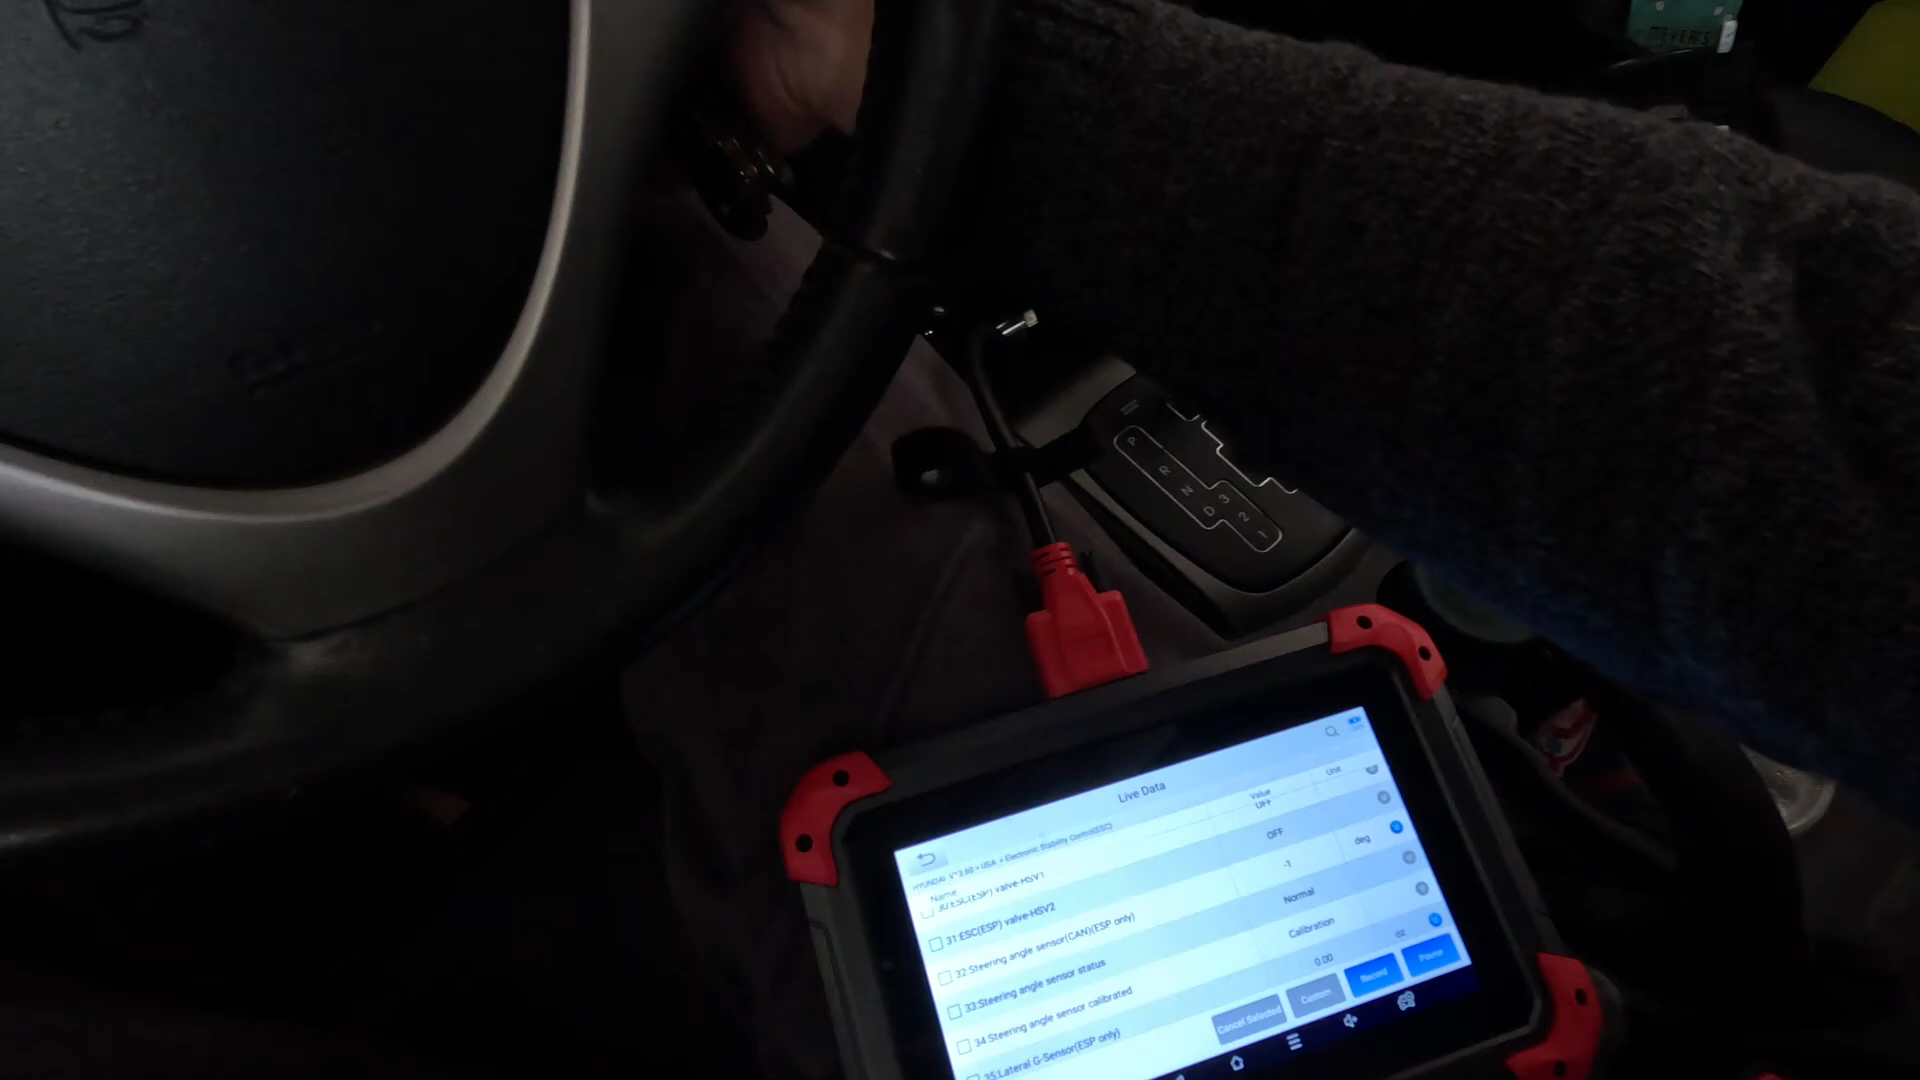 P
R
N
D
3
2
1
Live Data
HYUNDAI V*3.60 > USA > Electronic Stability Control(ESC)
Name Value Unit
30.ESC(ESP) valve-HSV1 OFF
31.ESC(ESP) valve-HSV2 OFF
32.Steering angle sensor(CAN)(ESP only) -1 deg
33.Steering angle sensor status Normal
34.Steering angle sensor calibrated Calibration
35.Lateral G-Sensor(ESP only) 0.00
Cancel Selected Custom Record Pause